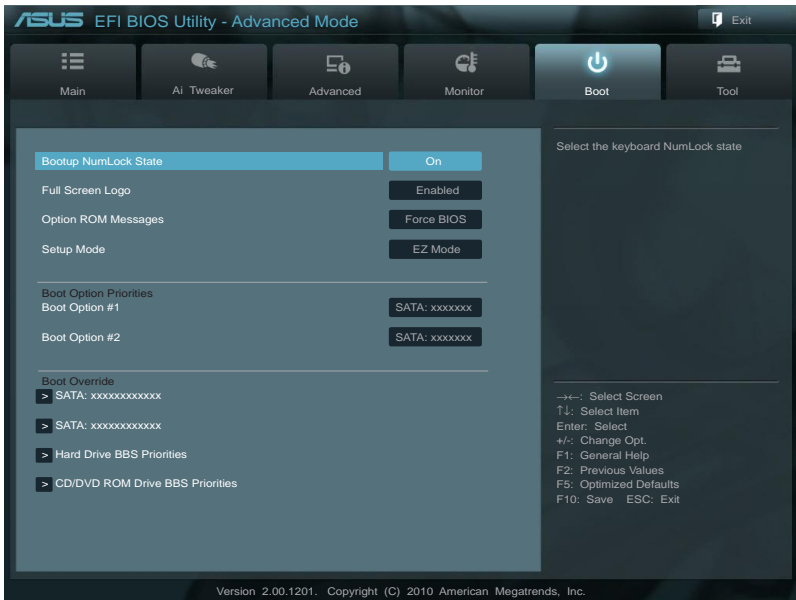 ASUS EFI BIOS Utility - Advanced Mode
Exit
Main
Ai Tweaker
Advanced
Monitor
Boot
Tool
Bootup NumLock State On
Full Screen Logo Enabled
Option ROM Messages Force BIOS
Setup Mode EZ Mode
Boot Option Priorities
Boot Option #1 SATA: xxxxxxx
Boot Option #2 SATA: xxxxxxx
Boot Override
> SATA: xxxxxxxxxxxx
> SATA: xxxxxxxxxxxx
> Hard Drive BBS Priorities
> CD/DVD ROM Drive BBS Priorities
Select the keyboard NumLock state
→←: Select Screen
↑↓: Select Item
Enter: Select
+/-: Change Opt.
F1: General Help
F2: Previous Values
F5: Optimized Defaults
F10: Save ESC: Exit
Version 2.00.1201. Copyright (C) 2010 American Megatrends, Inc.